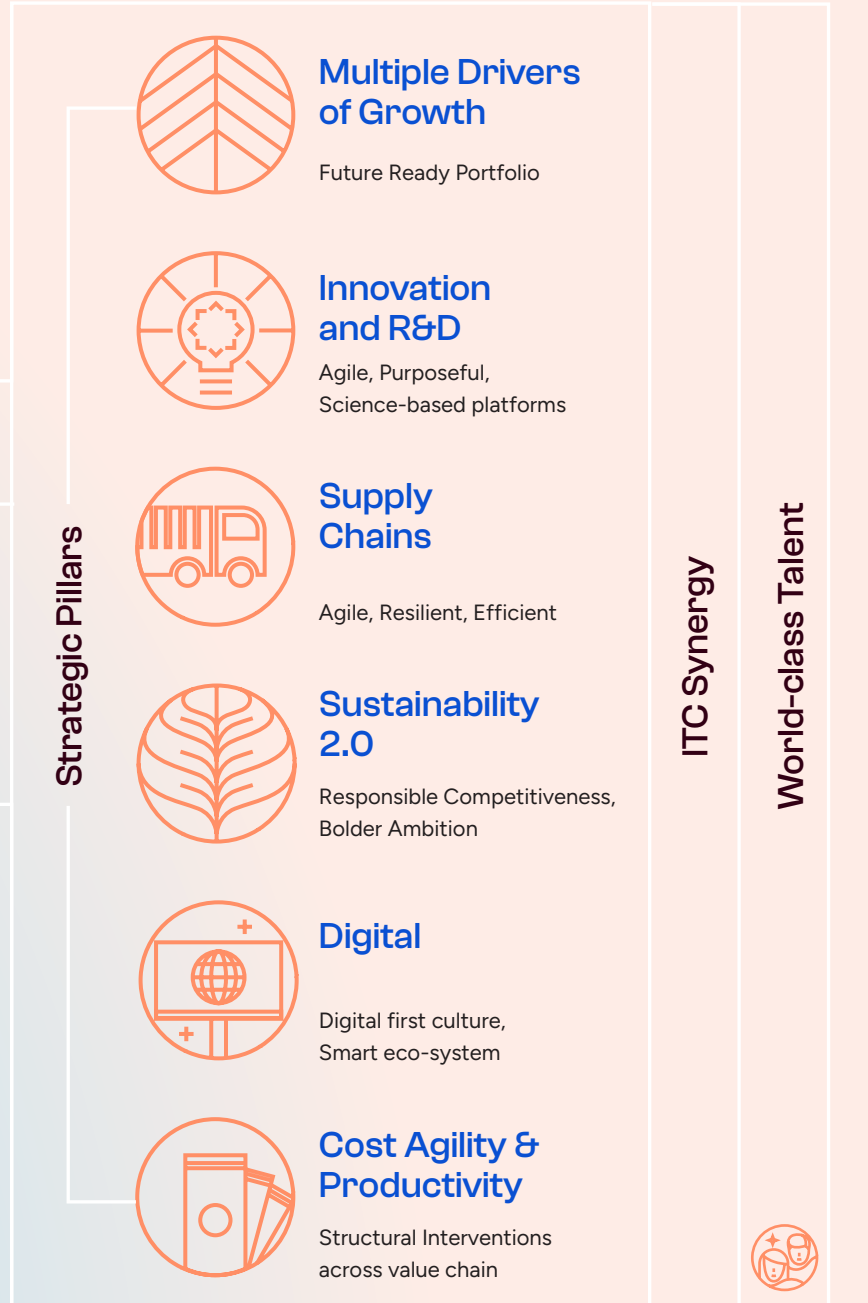 Strategic Pillars
Multiple Drivers
of Growth
Future Ready Portfolio
Innovation
and R&D
Agile, Purposeful,
Science-based platforms
Supply
Chains
Agile, Resilient, Efficient
Sustainability
2.0
Responsible Competitiveness,
Bolder Ambition
Digital
Digital first culture,
Smart eco-system
Cost Agility &
Productivity
Structural Interventions
across value chain
ITC Synergy
World-class Talent